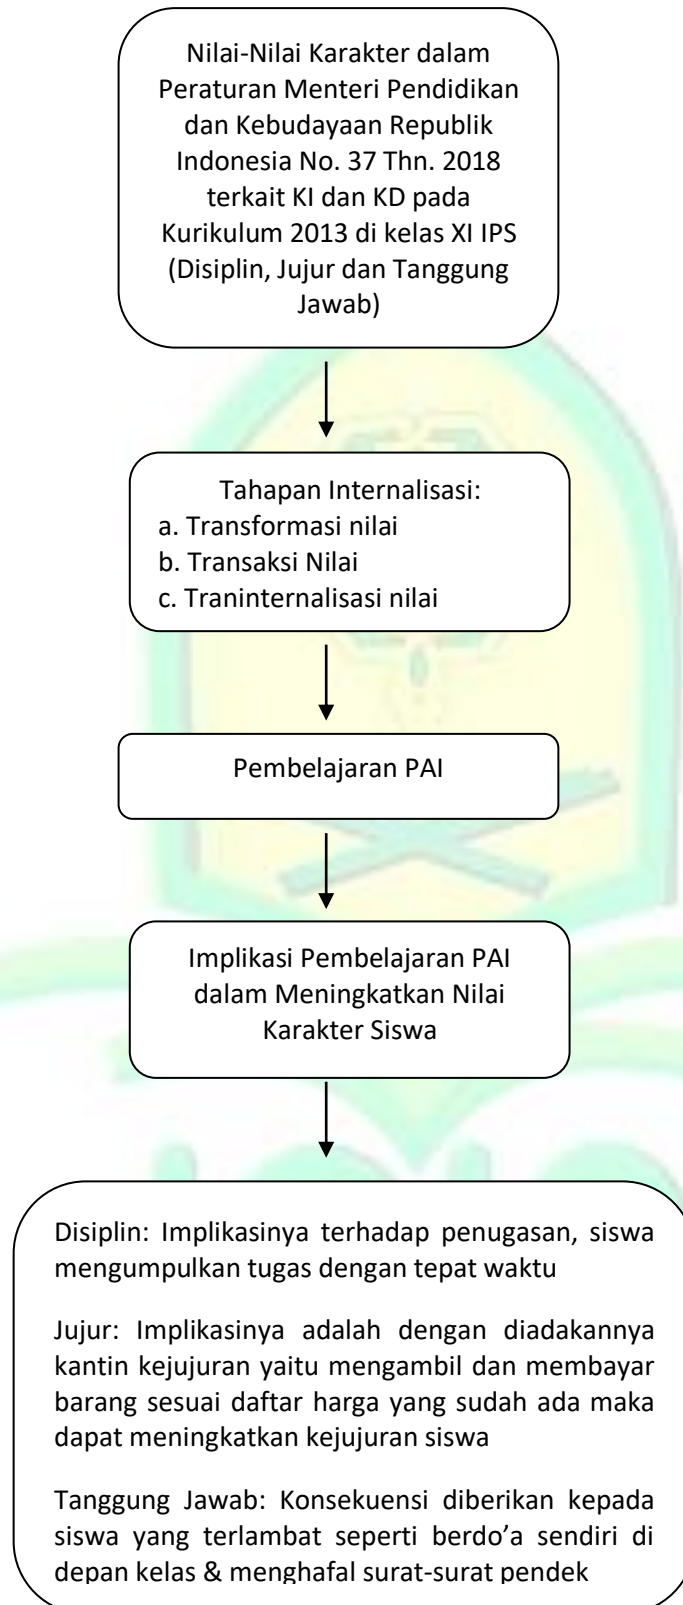 Nilai-Nilai Karakter dalam
Peraturan Menteri Pendidikan
dan Kebudayaan Republik
Indonesia No. 37 Thn. 2018
terkait KI dan KD pada
Kurikulum 2013 di kelas XI IPS
(Disiplin, Jujur dan Tanggung
Jawab)
Tahapan Internalisasi:
a. Transformasi nilai
b. Transaksi Nilai
c. Traninternalisasi nilai
Pembelajaran PAI
Implikasi Pembelajaran PAI
dalam Meningkatkan Nilai
Karakter Siswa
Disiplin: Implikasinya terhadap penugasan, siswa
mengumpulkan tugas dengan tepat waktu
Jujur: Implikasinya adalah dengan diadakannya
kantin kejujuran yaitu mengambil dan membayar
barang sesuai daftar harga yang sudah ada maka
dapat meningkatkan kejujuran siswa
Tanggung Jawab: Konsekuensi diberikan kepada
siswa yang terlambat seperti berdo’a sendiri di
depan kelas & menghafal surat-surat pendek